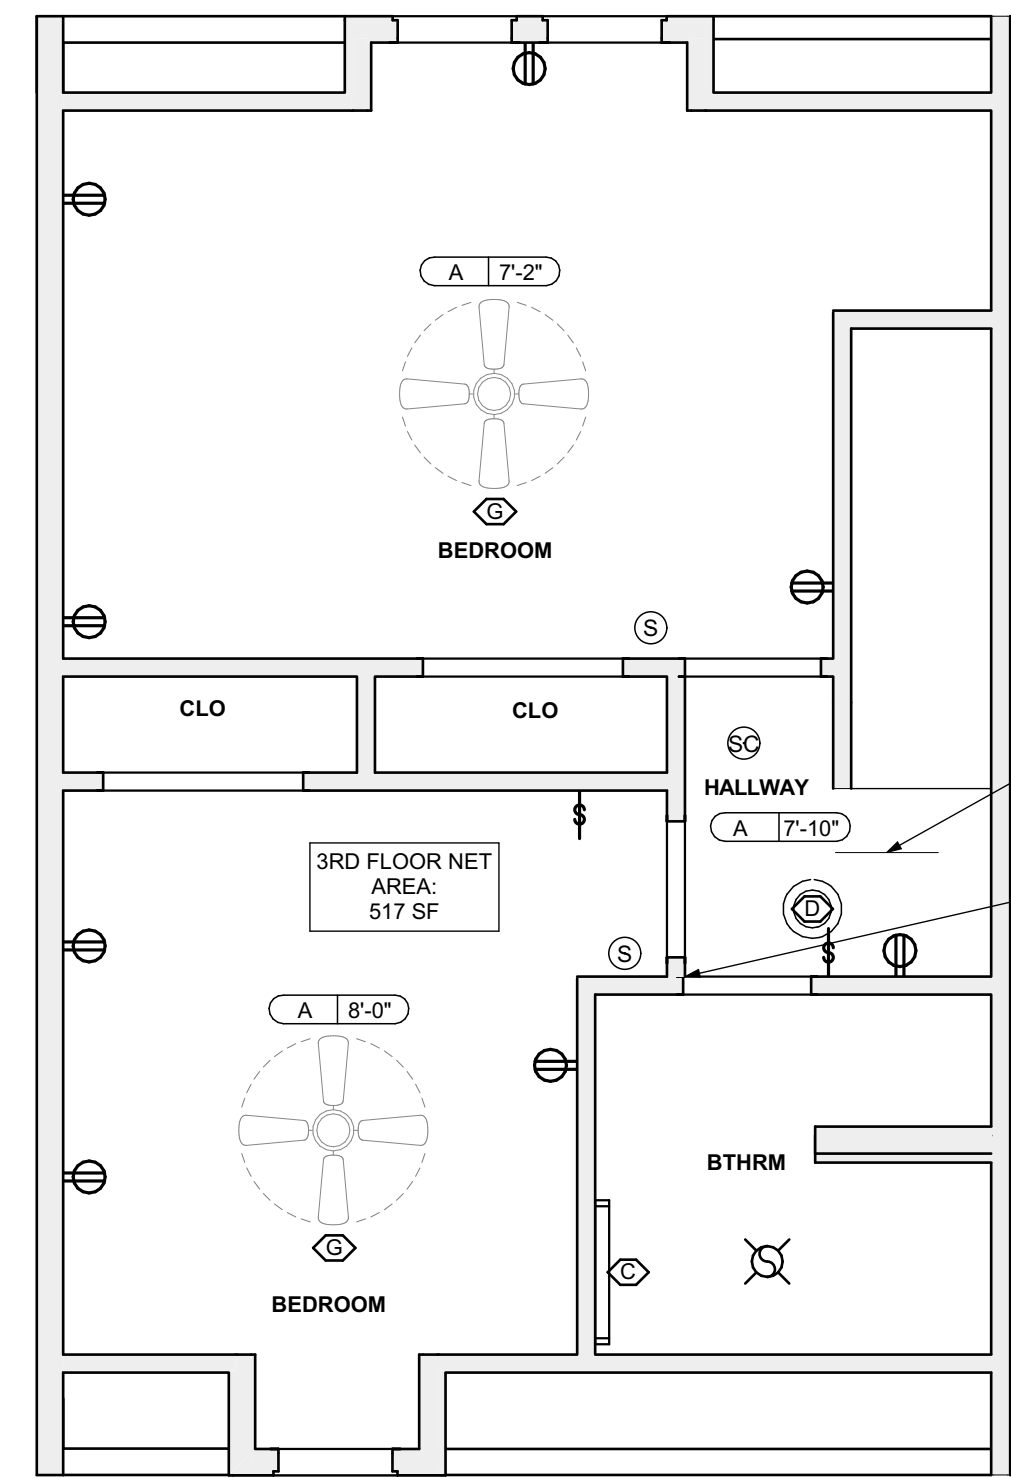 A 7'-2"
G
BEDROOM
S
CLO
CLO
SC
HALLWAY
A 7'-10"
$
3RD FLOOR NET
AREA:
517 SF
D
$
S
A 8'-0"
BTHRM
G
C
BEDROOM